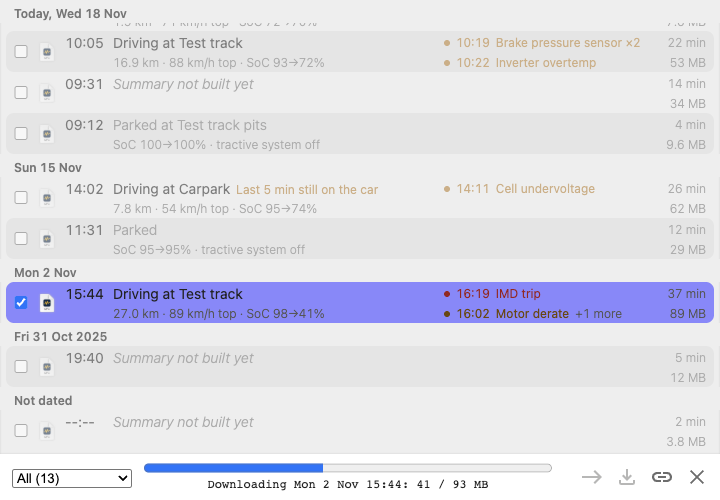 Today, Wed 18 Nov
10:05 Driving at Test track 10:19 Brake pressure sensor ×2 22 min
16.9 km · 88 km/h top · SoC 93→72% 10:22 Inverter overtemp 53 MB
09:31 Summary not built yet 14 min
34 MB
09:12 Parked at Test track pits 4 min
SoC 100→100% · tractive system off 9.6 MB
Sun 15 Nov
14:02 Driving at Carpark Last 5 min still on the car 14:11 Cell undervoltage 26 min
7.8 km · 54 km/h top · SoC 95→74% 62 MB
11:31 Parked 12 min
SoC 95→95% · tractive system off 29 MB
Mon 2 Nov
15:44 Driving at Test track 16:19 IMD trip 37 min
27.0 km · 89 km/h top · SoC 98→41% 16:02 Motor derate +1 more 89 MB
Fri 31 Oct 2025
19:40 Summary not built yet 5 min
12 MB
Not dated
--:-- Summary not built yet 2 min
3.8 MB
All (13)
Downloading Mon 2 Nov 15:44: 41 / 93 MB